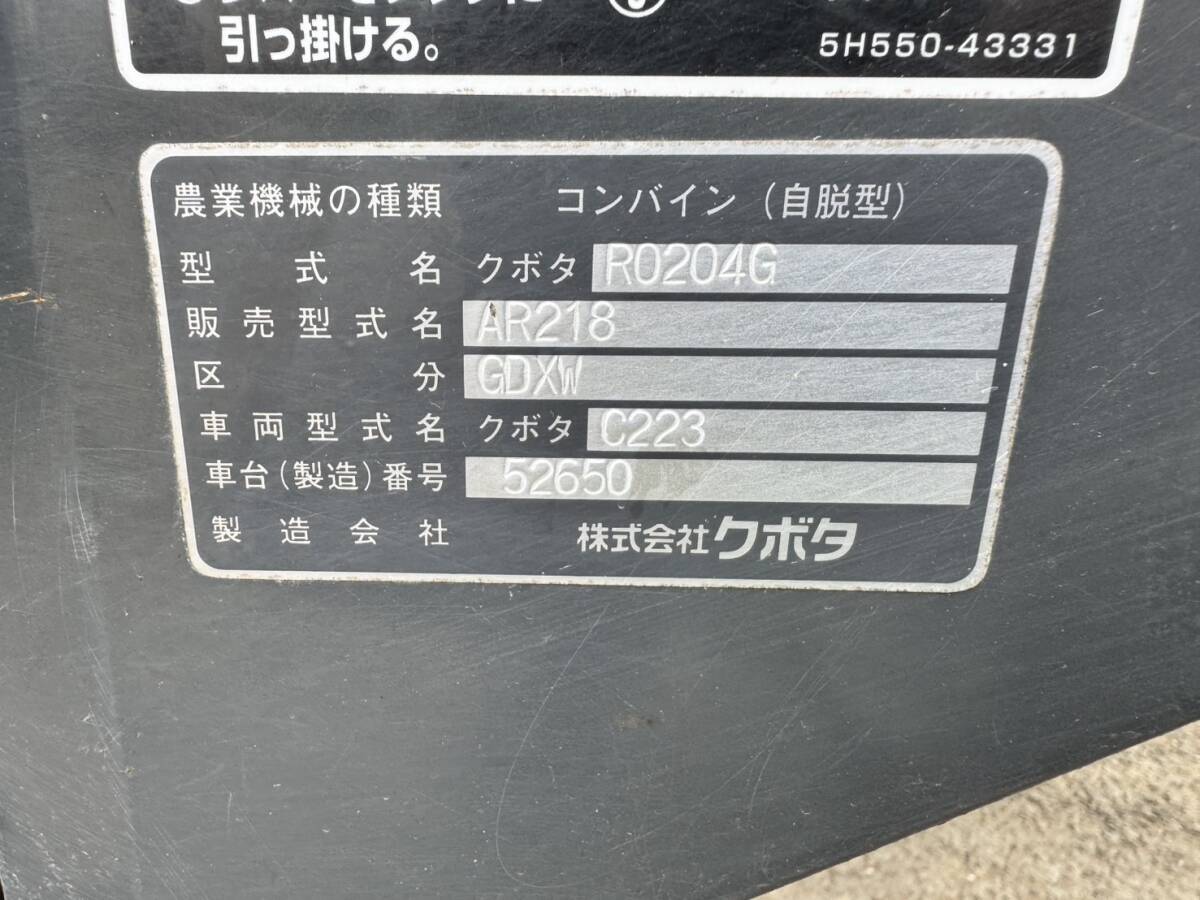 引っ掛ける。
5H550-43331
農業機械の種類 コンバイン(自脱型)
型式名 クボタ RO204G
販売型式名 AR218
区分 GDXW
車両型式名 クボタ C223
車台(製造)番号 52650
製造会社 株式会社クボタ